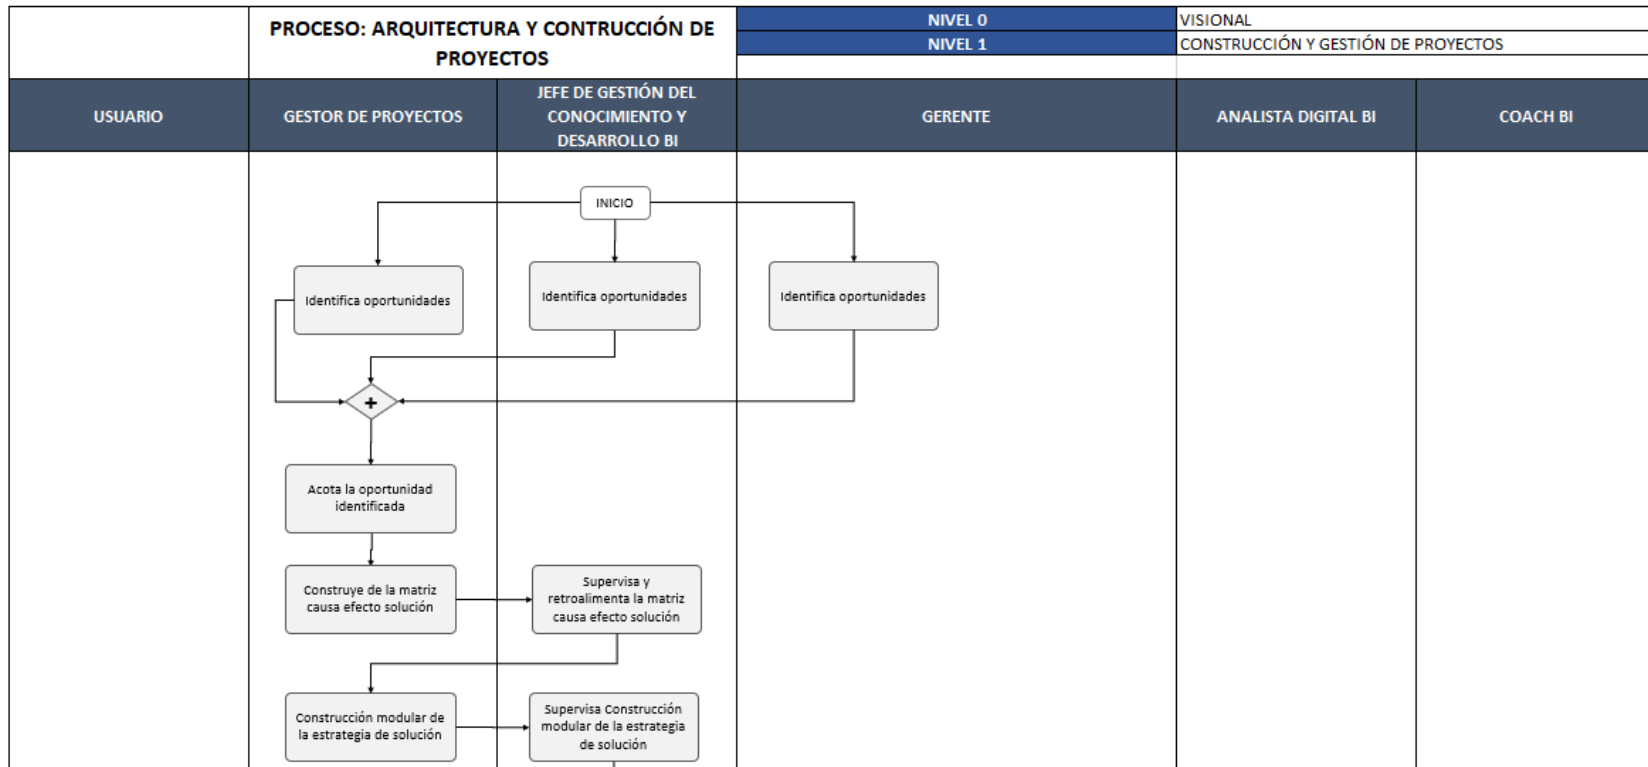 PROCESO: ARQUITECTURA Y CONTRUCCIÓN DE
PROYECTOS
NIVEL 0
VISIONAL
NIVEL 1
CONSTRUCCIÓN Y GESTIÓN DE PROYECTOS
USUARIO
GESTOR DE PROYECTOS
JEFE DE GESTIÓN DEL
CONOCIMIENTO Y
DESARROLLO BI
GERENTE
ANALISTA DIGITAL BI
COACH BI
INICIO
Identifica oportunidades
Identifica oportunidades
Identifica oportunidades
+
Acota la oportunidad
identificada
Construye de la matriz
causa efecto solución
Supervisa y
retroalimenta la matriz
causa efecto solución
Construcción modular de
la estrategia de solución
Supervisa Construcción
modular de la estrategia
de solución